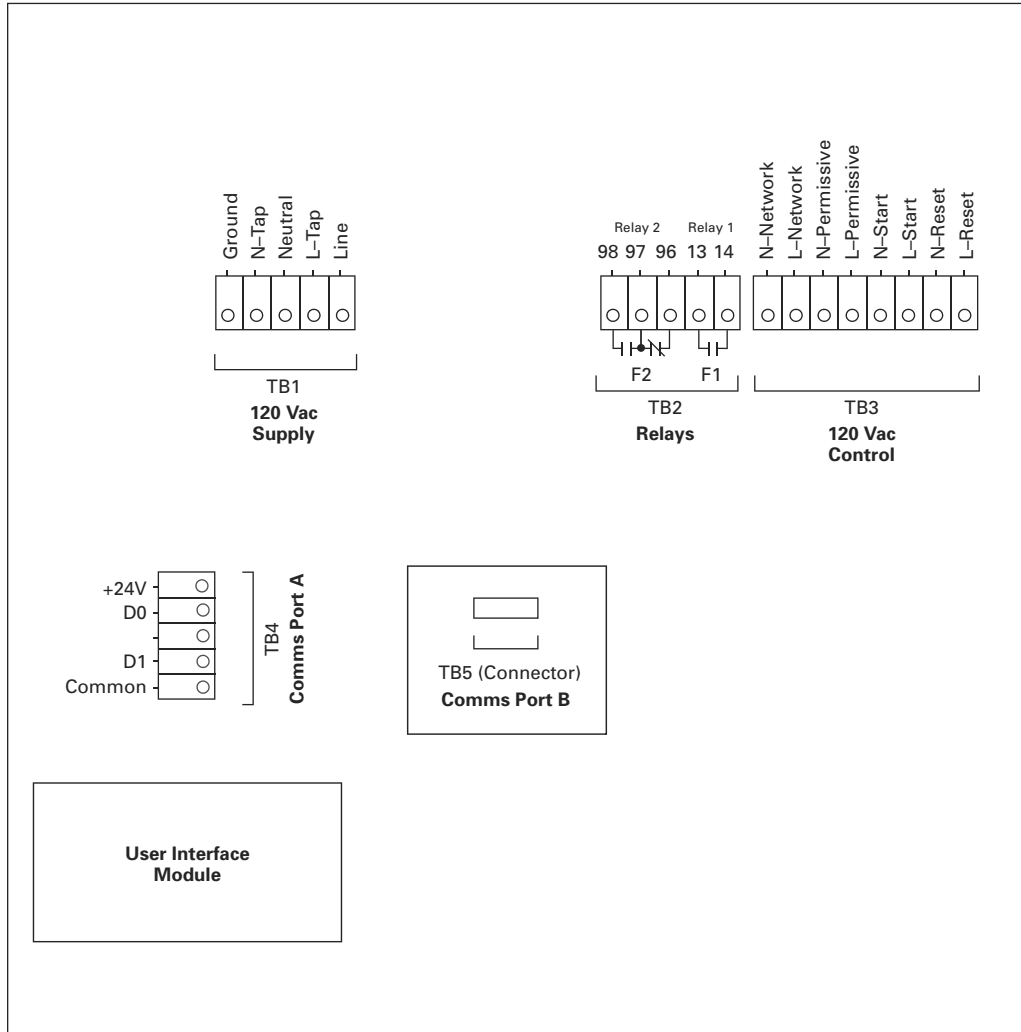 Ground
N–Tap
Neutral
L–Tap
Line
TB1
120 Vac
Supply
Relay 2
Relay 1
98 97 96 13 14
F2
F1
TB2
Relays
N–Network
L–Network
N–Permissive
L–Permissive
N–Start
L–Start
N–Reset
L–Reset
TB3
120 Vac
Control
+24V
D0
D1
Common
TB4
Comms Port A
TB5 (Connector)
Comms Port B
User Interface
Module